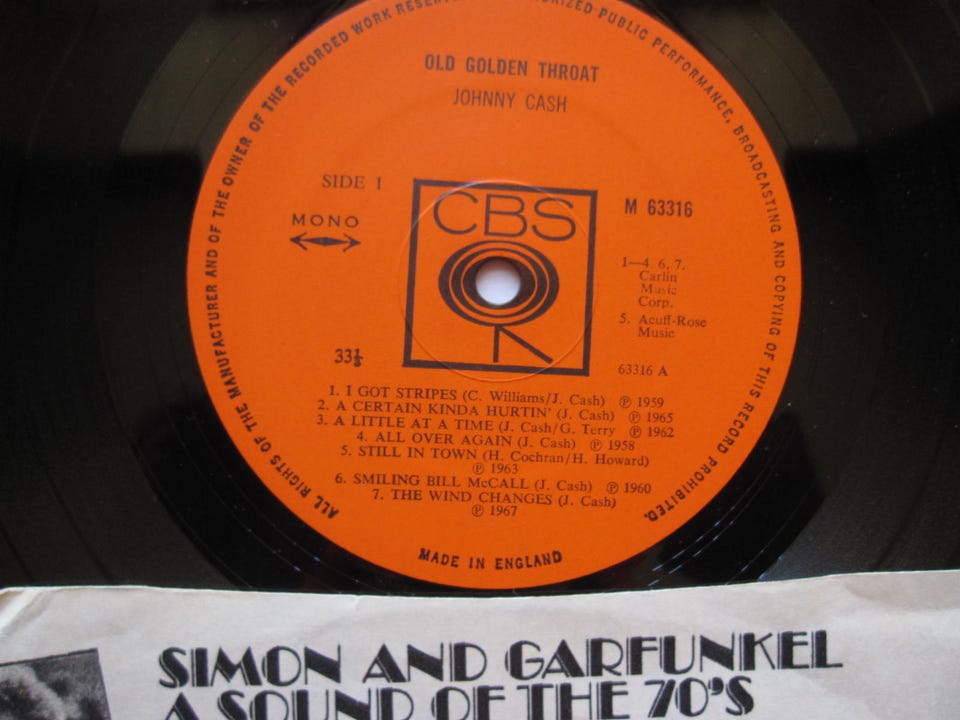 ALL RIGHTS OF THE MANUFACTURER AND OF THE OWNER OF THE RECORDED WORK RESERVED
PUBLIC PERFORMANCE, BROADCASTING AND COPYING OF THIS RECORD PROHIBITED.
OLD GOLDEN THROAT
JOHNNY CASH
SIDE 1
MONO
CBS
M 63316
1—4, 6, 7.
Carlin
Music
Corp.
5. Acuff-Rose
Music
33⅓
63316 A
1. I GOT STRIPES (C. Williams/J. Cash) ℗ 1959
2. A CERTAIN KINDA HURTIN' (J. Cash) ℗ 1965
3. A LITTLE AT A TIME (J. Cash/G. Terry ℗ 1962
4. ALL OVER AGAIN (J. Cash) ℗ 1958
5. STILL IN TOWN (H. Cochran/H. Howard)
℗ 1963
6. SMILING BILL McCALL (J. Cash) ℗ 1960
7. THE WIND CHANGES (J. Cash)
℗ 1967
MADE IN ENGLAND
SIMON AND GARFUNKEL
A SOUND OF THE 70'S